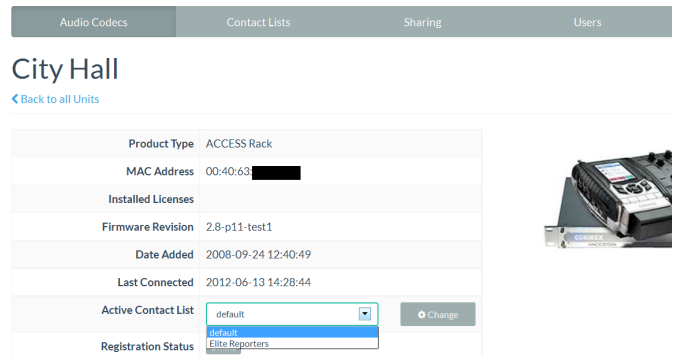 Audio Codecs Contact Lists Sharing Users
City Hall
Back to all Units
Product Type ACCESS Rack
MAC Address 00:40:63:
Installed Licenses
Firmware Revision 2.8-p11-test1
Date Added 2008-09-24 12:40:49
Last Connected 2012-06-13 14:28:44
Active Contact List default Change
default
Elite Reporters
Registration Status